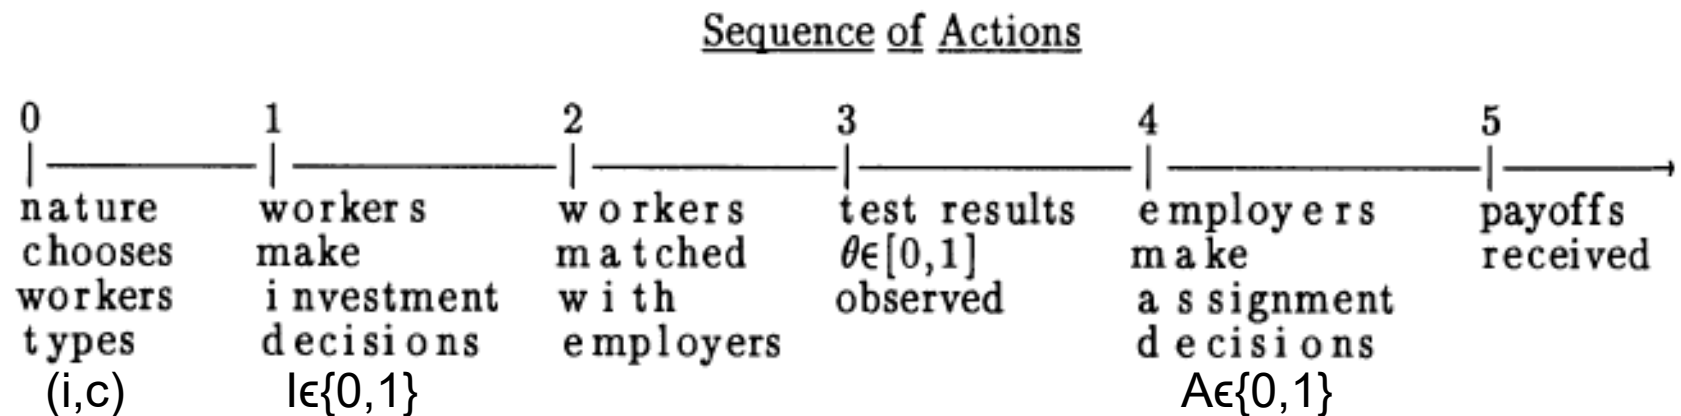 Sequence of Actions
0 1 2 3 4 5
nature workers workers test results employers payoffs
chooses make matched θϵ[0,1] make received
workers investment with observed assignment
types decisions employers decisions
(i,c) Iϵ{0,1} Aϵ{0,1}